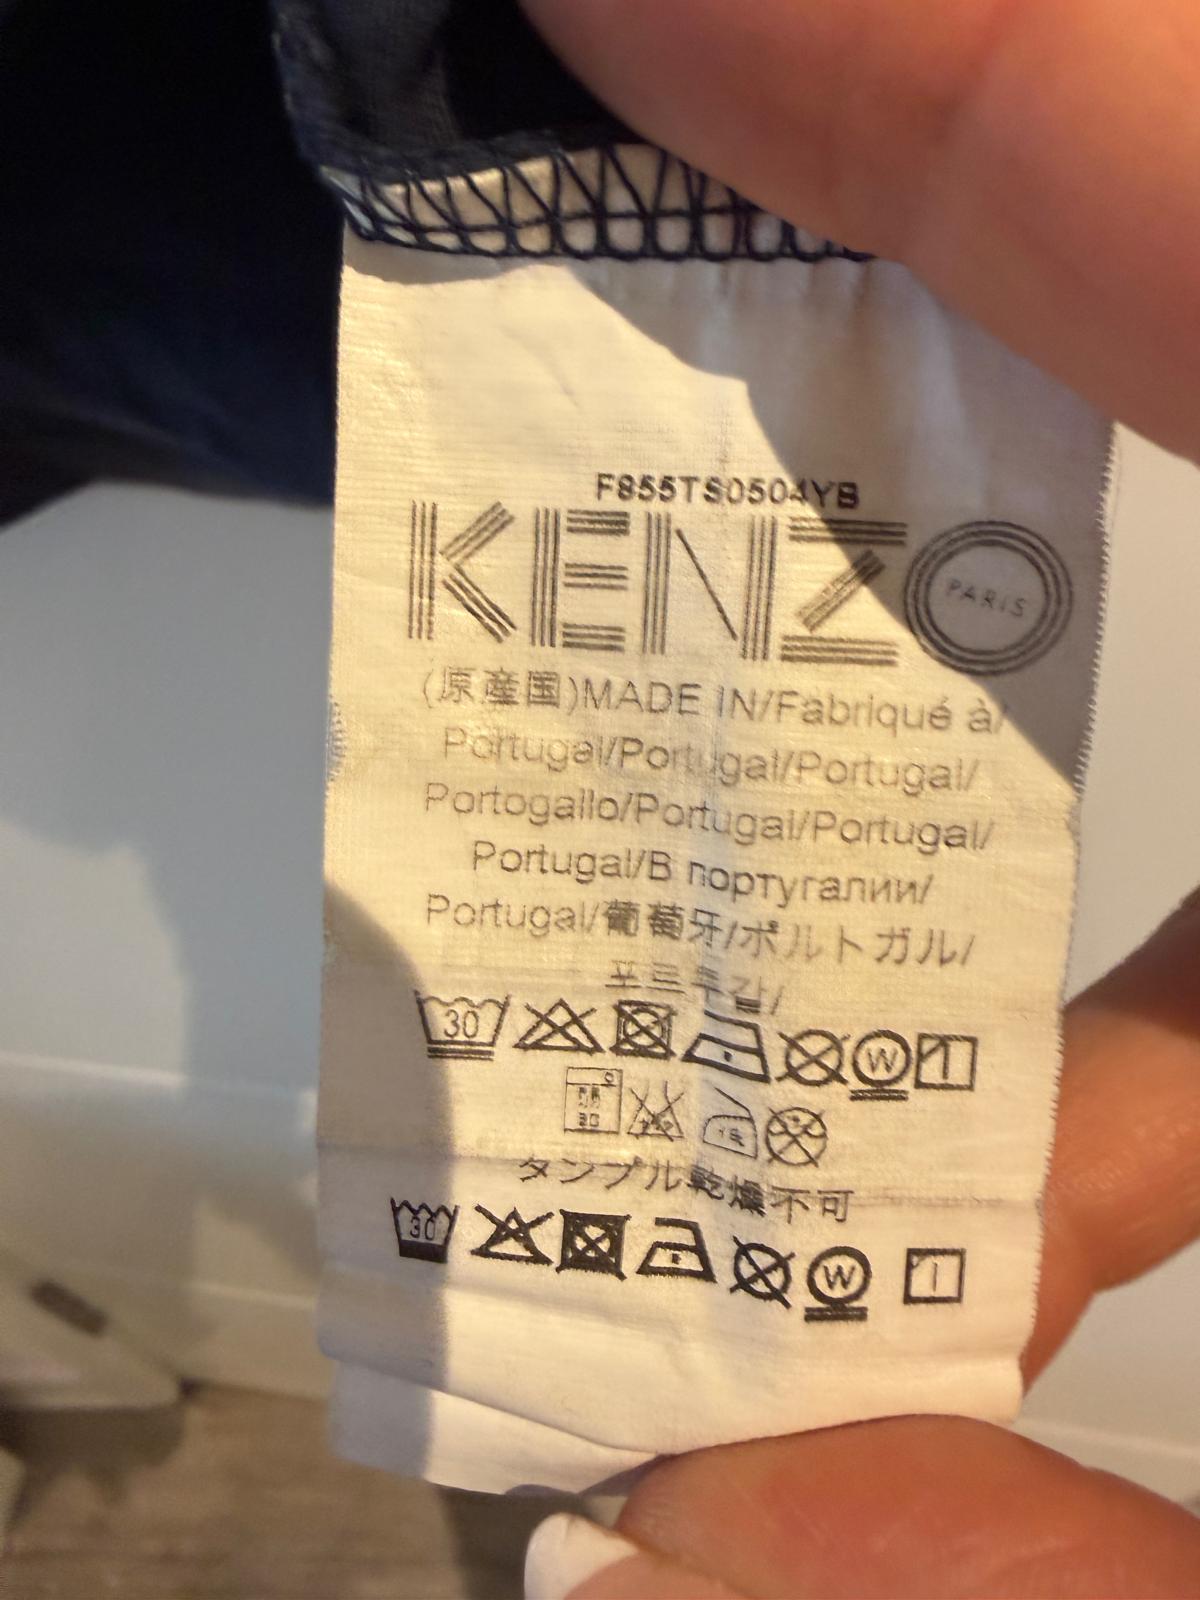 F855TS0504YB
KENZO PARIS
(原産国)MADE IN/Fabriqué à/
Portugal/Portugal/Portugal/
Portogallo/Portugal/Portugal/
Portugal/В португалии/
Portugal/葡萄牙/ポルトガル/
포르투갈/
30 W
タンブル乾燥不可
30 W